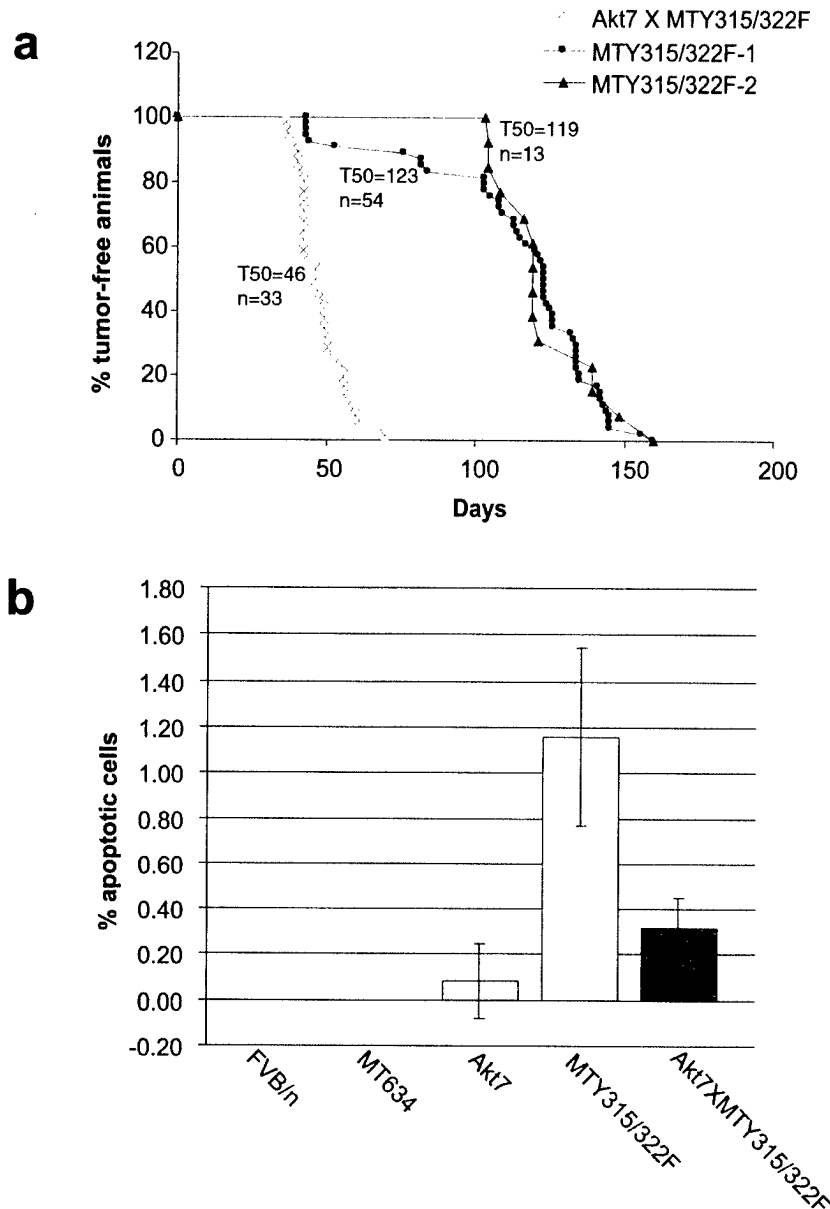 a
Akt7 X MTY315/322F
MTY315/322F-1
MTY315/322F-2
120
100
80
60
40
20
0
% tumor-free animals
T50=119
n=13
T50=123
n=54
T50=46
n=33
0 50 100 150 200
Days
b
1.80
1.60
1.40
1.20
1.00
0.80
0.60
0.40
0.20
0.00
-0.20
% apoptotic cells
FVB/n
MT634
Akt7
MTY315/322F
Akt7XMTY315/322F